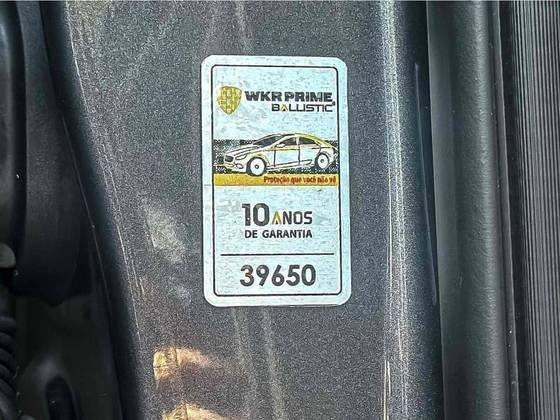 WKR PRIME
BALLISTIC
Proteção que você não vê
10 ANOS
DE GARANTIA
39650